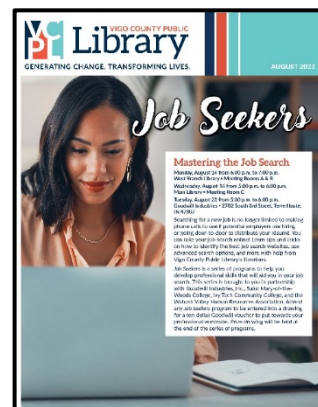 VCPL
VIGO COUNTY PUBLIC
Library
GENERATING CHANGE. TRANSFORMING LIVES.
AUGUST 2023
Job Seekers
Mastering the Job Search
Monday, August 14 from 6:00 p.m. to 7:00 p.m.
West Branch Library • Meeting Rooms A & B
Wednesday, August 16 from 5:00 p.m. to 6:00 p.m.
Main Library • Meeting Room C
Tuesday, August 22 from 5:00 p.m. to 6:00 p.m.
Goodwill Industries • 2702 South 3rd Street, Terre Haute,
IN 47802
Searching for a new job is no longer limited to making
phone calls to see if potential employers are hiring
or going door to door to distribute your résumé. You
can take your job search online! Learn tips and tricks
on how to identify the best job search websites, use
advanced search options, and more with help from
Vigo County Public Library's librarians.
Job Seekers is a series of programs to help you
develop professional skills that will aid you in your job
search. This series is brought to you in partnership
with Goodwill Industries, Inc., Saint Mary-of-the-
Woods College, Ivy Tech Community College, and the
Wabash Valley Human Resources Association. Attend
any Job Seekers program to be entered into a drawing
for a ten dollar Goodwill voucher to put towards your
professional wardrobe. Prize drawing will be held at
the end of the series of programs.